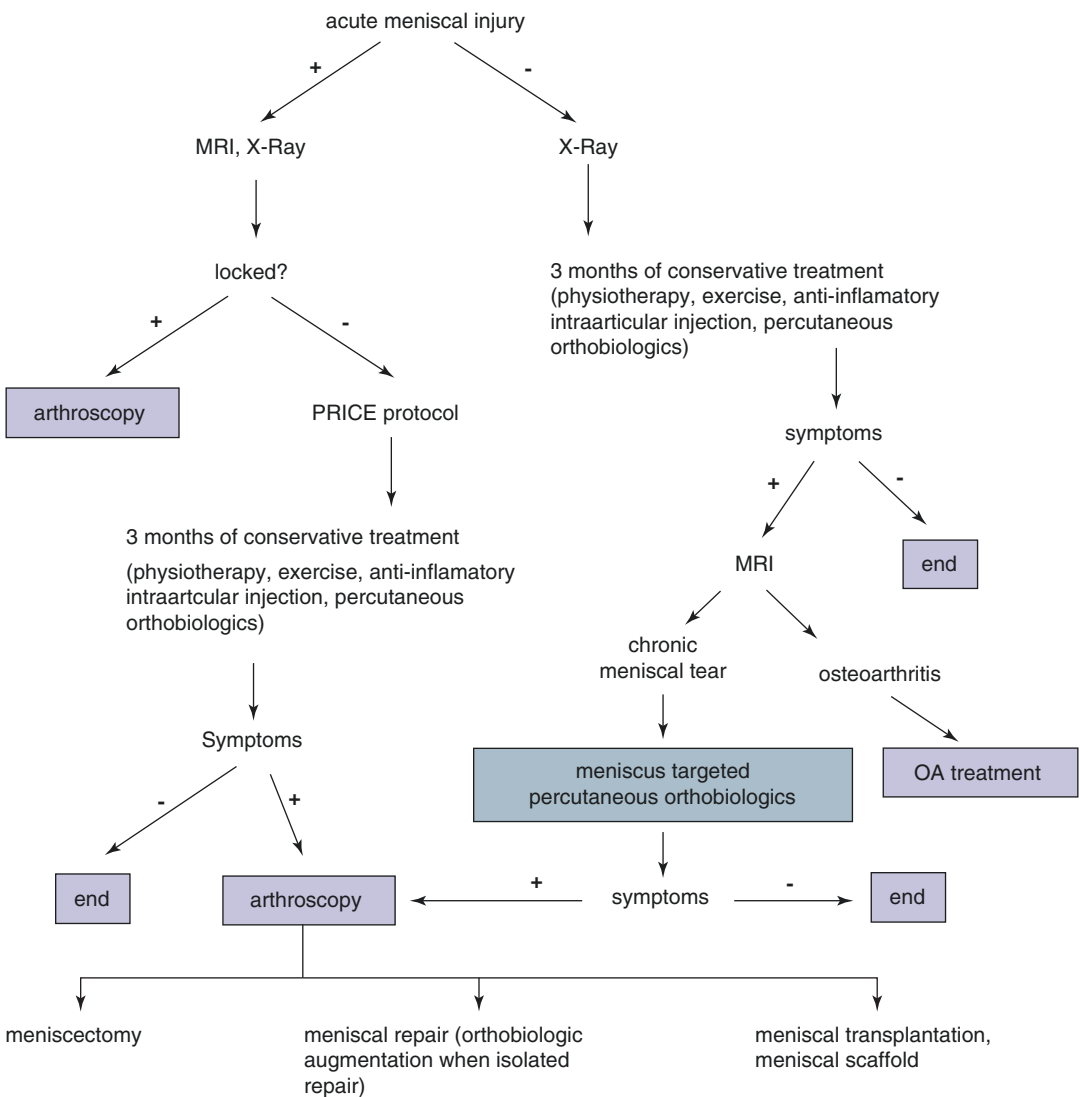 acute meniscal injury
+
-
MRI, X-Ray
X-Ray
locked?
3 months of conservative treatment
(physiotherapy, exercise, anti-inflamatory
intraarticular injection, percutaneous
orthobiologics)
+
-
arthroscopy
PRICE protocol
symptoms
+
-
3 months of conservative treatment
(physiotherapy, exercise, anti-inflamatory
intraartcular injection, percutaneous
orthobiologics)
MRI
end
chronic
meniscal tear
osteoarthritis
Symptoms
meniscus targeted
percutaneous orthobiologics
OA treatment
-
+
end
arthroscopy
+
symptoms
-
end
meniscectomy
meniscal repair (orthobiologic
augmentation when isolated
repair)
meniscal transplantation,
meniscal scaffold